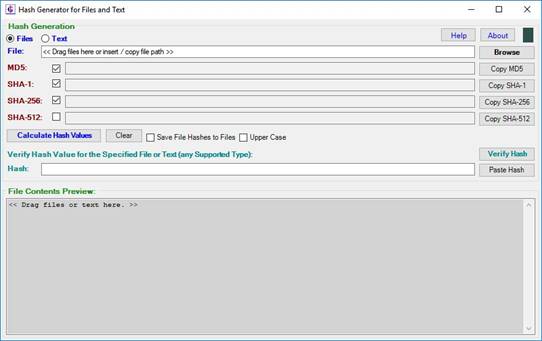 Hash Generator for Files and Text
Hash Generation
Files Text Help About
File: << Drag files here or insert / copy file path >> Browse
MD5: Copy MD5
SHA-1: Copy SHA-1
SHA-256: Copy SHA-256
SHA-512: Copy SHA-512
Calculate Hash Values Clear Save File Hashes to Files Upper Case
Verify Hash Value for the Specified File or Text (any Supported Type): Verify Hash
Hash: Paste Hash
File Contents Preview:
<< Drag files or text here. >>